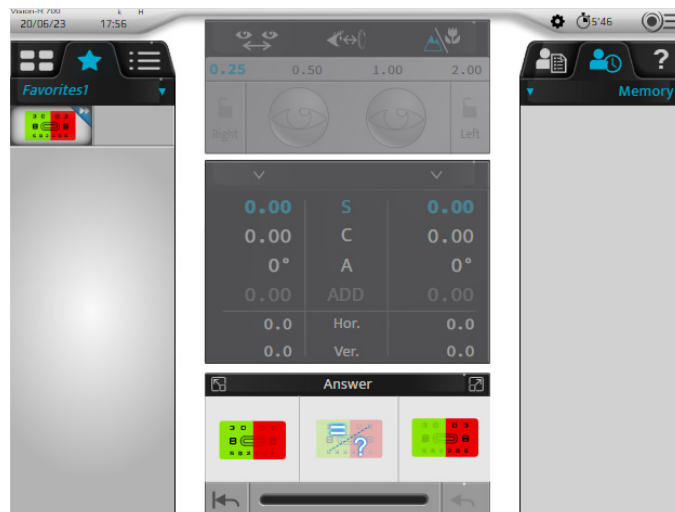 Vision-R 700
k H
20/06/23 17:56
5'46
Favorites1
Memory
?
0.25 0.50 1.00 2.00
Right Left
0.00 S 0.00
0.00 C 0.00
0° A 0°
0.00 ADD 0.00
0.0 Hor. 0.0
0.0 Ver. 0.0
Answer
?